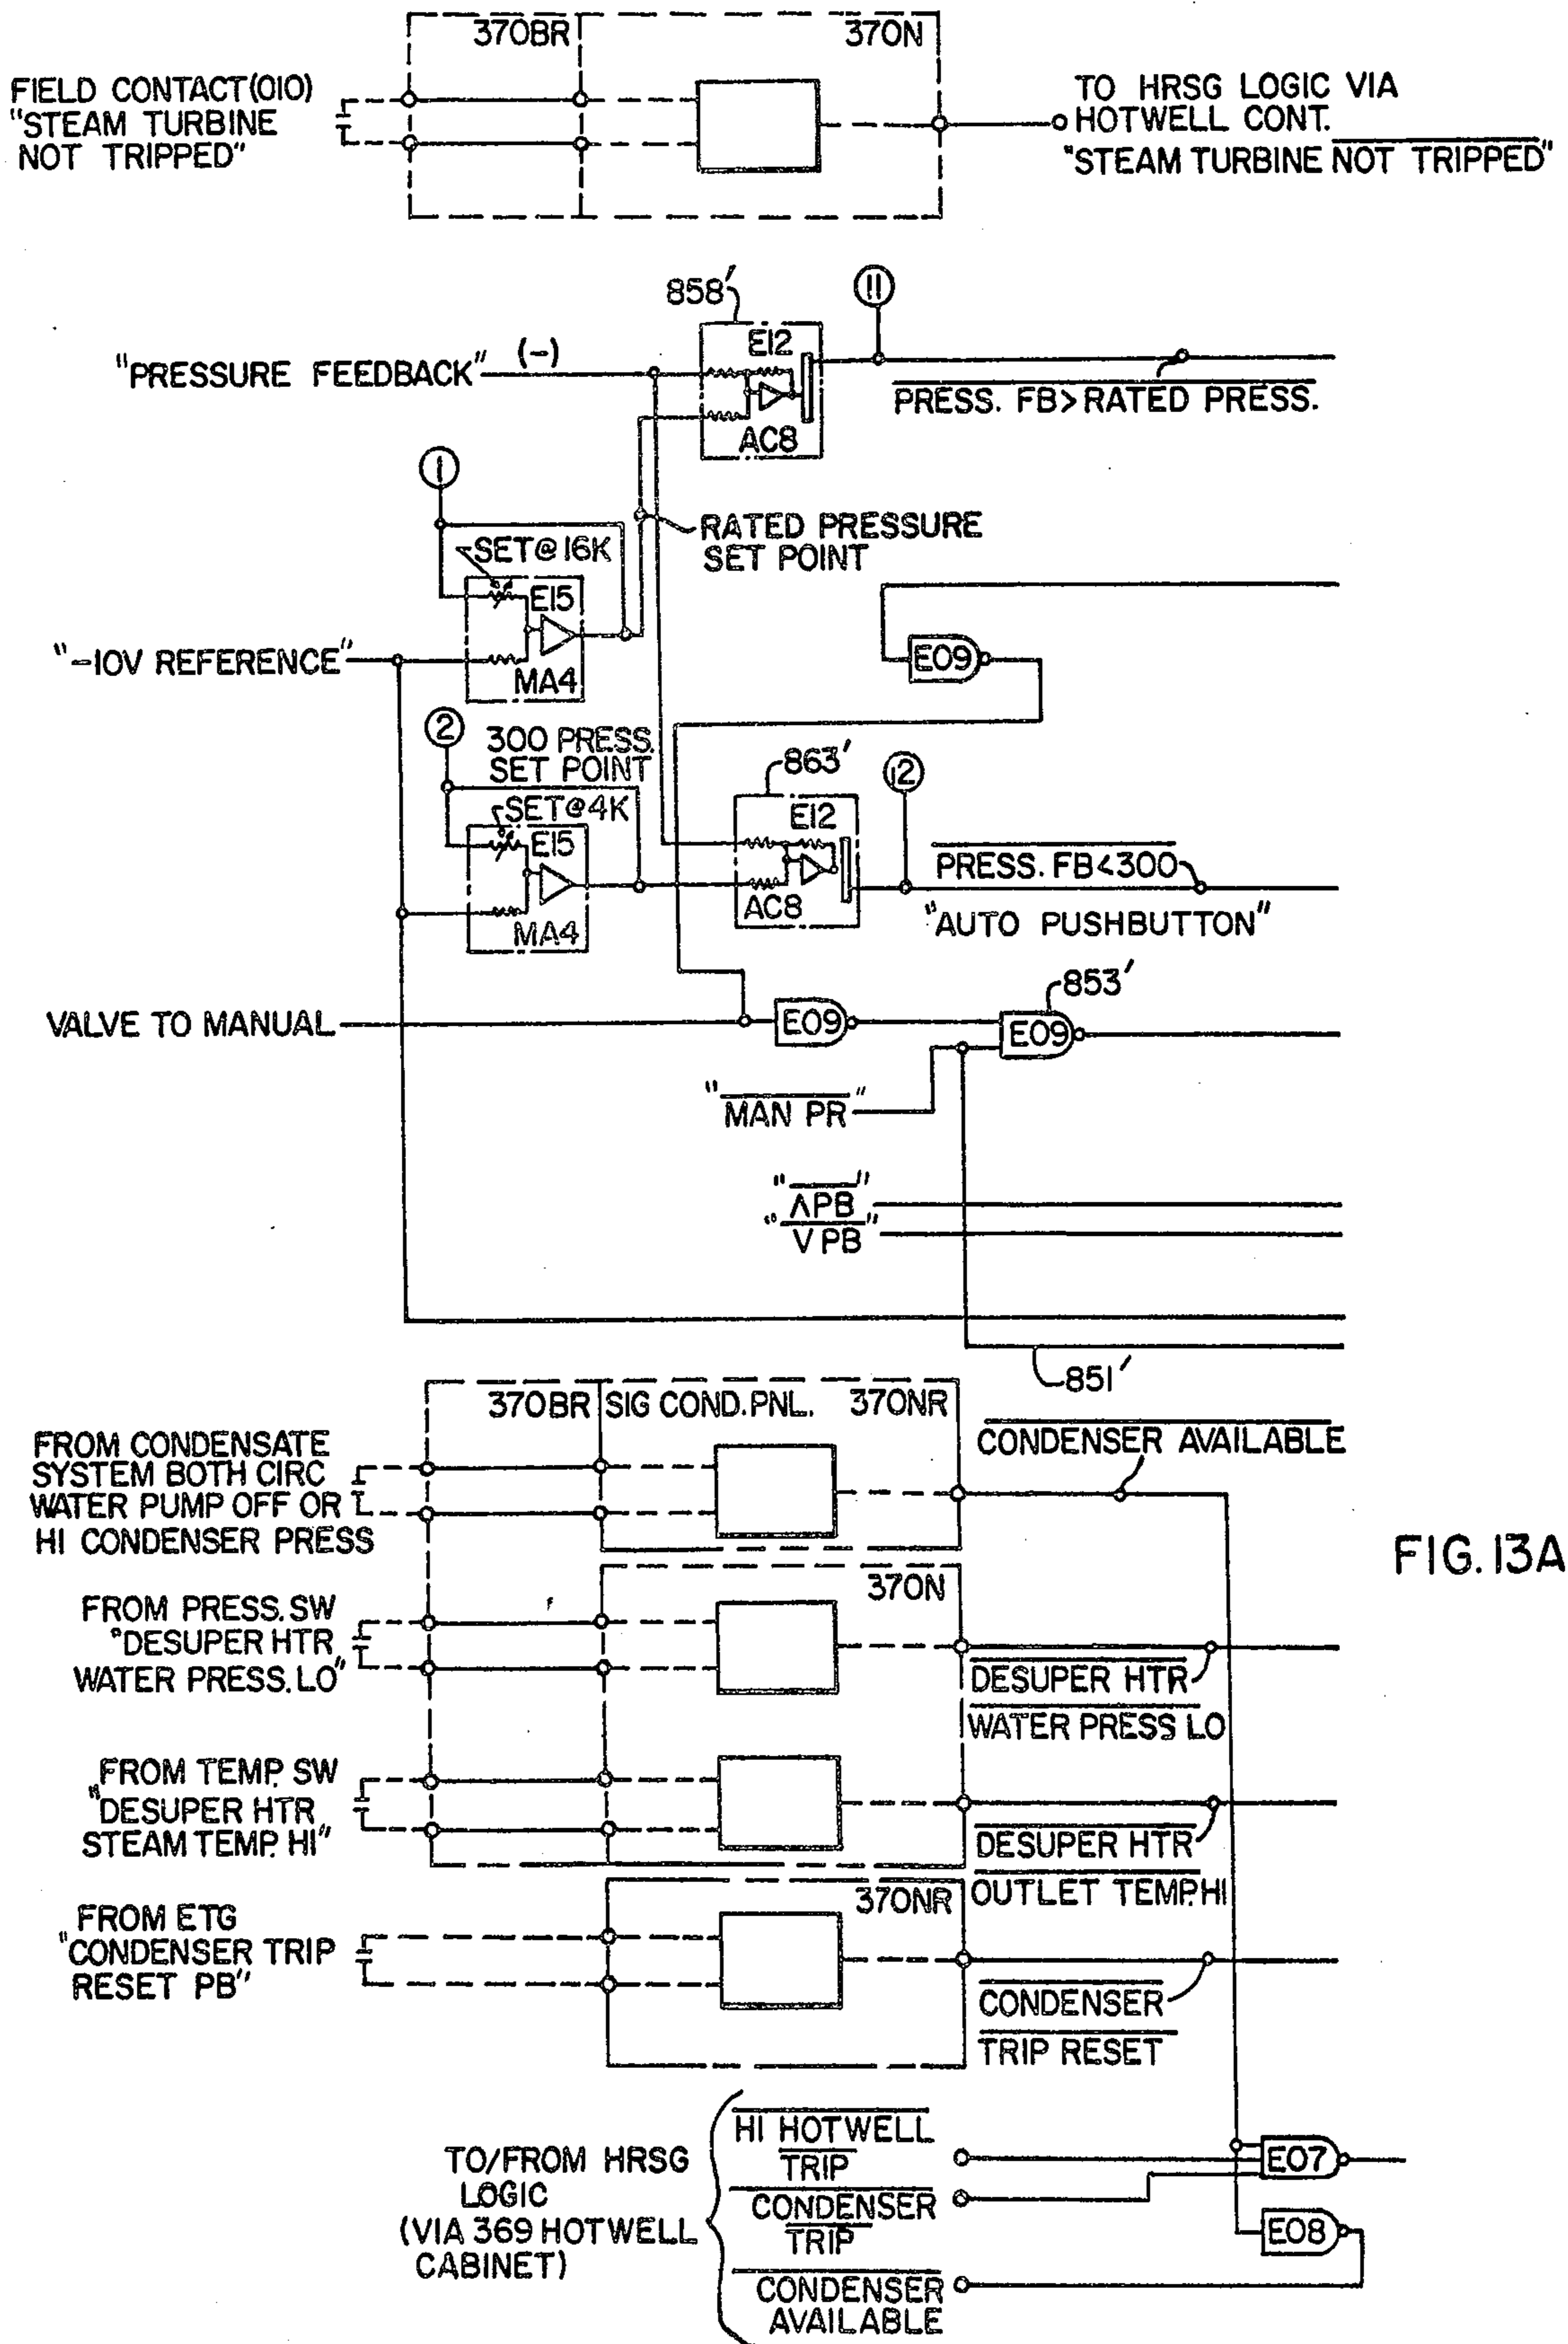 370BR
370N
FIELD CONTACT(010)
"STEAM TURBINE
NOT TRIPPED"
TO HRSG LOGIC VIA
HOTWELL CONT.
"STEAM TURBINE NOT TRIPPED"
858'
11
E12
"PRESSURE FEEDBACK"
(-)
PRESS. FB>RATED PRESS.
AC8
1
RATED PRESSURE
SET POINT
SET@16K
E15
"-10V REFERENCE"
E09
MA4
2
300 PRESS.
SET POINT
863'
12
SET@4K
E12
E15
PRESS. FB<300
AC8
"AUTO PUSHBUTTON"
MA4
853'
VALVE TO MANUAL
E09
E09
"MAN PR"
"ΛPB"
"VPB"
851'
370BR
SIG COND.PNL.
370NR
CONDENSER AVAILABLE
FROM CONDENSATE
SYSTEM BOTH CIRC
WATER PUMP OFF OR
HI CONDENSER PRESS
FIG.13A
370N
FROM PRESS.SW
"DESUPER HTR
WATER PRESS.LO"
DESUPER HTR
WATER PRESS LO
FROM TEMP. SW
"DESUPER HTR
STEAM TEMP. HI"
DESUPER HTR
OUTLET TEMP.HI
370NR
FROM ETG
"CONDENSER TRIP
RESET PB"
CONDENSER
TRIP RESET
TO/FROM HRSG
LOGIC
(VIA 369 HOTWELL
CABINET)
HI HOTWELL
TRIP
CONDENSER
TRIP
CONDENSER
AVAILABLE
E07
E08